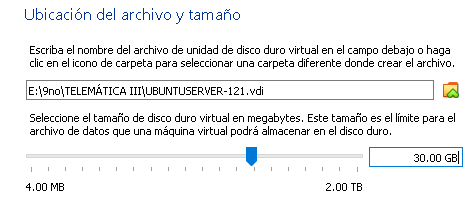 Ubicación del archivo y tamaño
Escriba el nombre del archivo de unidad de disco duro virtual en el campo debajo o haga
clic en el icono de carpeta para seleccionar una carpeta diferente donde crear el archivo.
E:\9no\TELEMÁTICA III\UBUNTUSERVER-121.vdi
Seleccione el tamaño de disco duro virtual en megabytes. Este tamaño es el límite para el
archivo de datos que una máquina virtual podrá almacenar en el disco duro.
30.00 GB
4.00 MB 2.00 TB